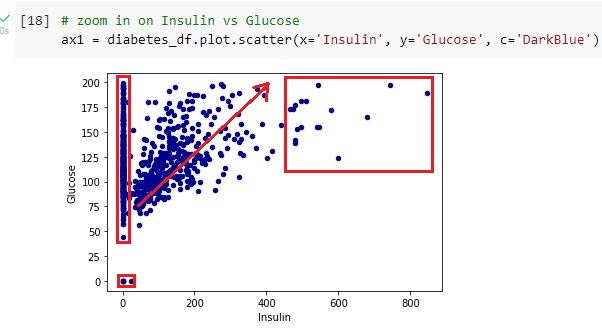 [18] # zoom in on Insulin vs Glucose
0s
ax1 = diabetes_df.plot.scatter(x='Insulin', y='Glucose', c='DarkBlue')
200
175
150
125
100
75
50
25
0
Glucose
0 200 400 600 800
Insulin